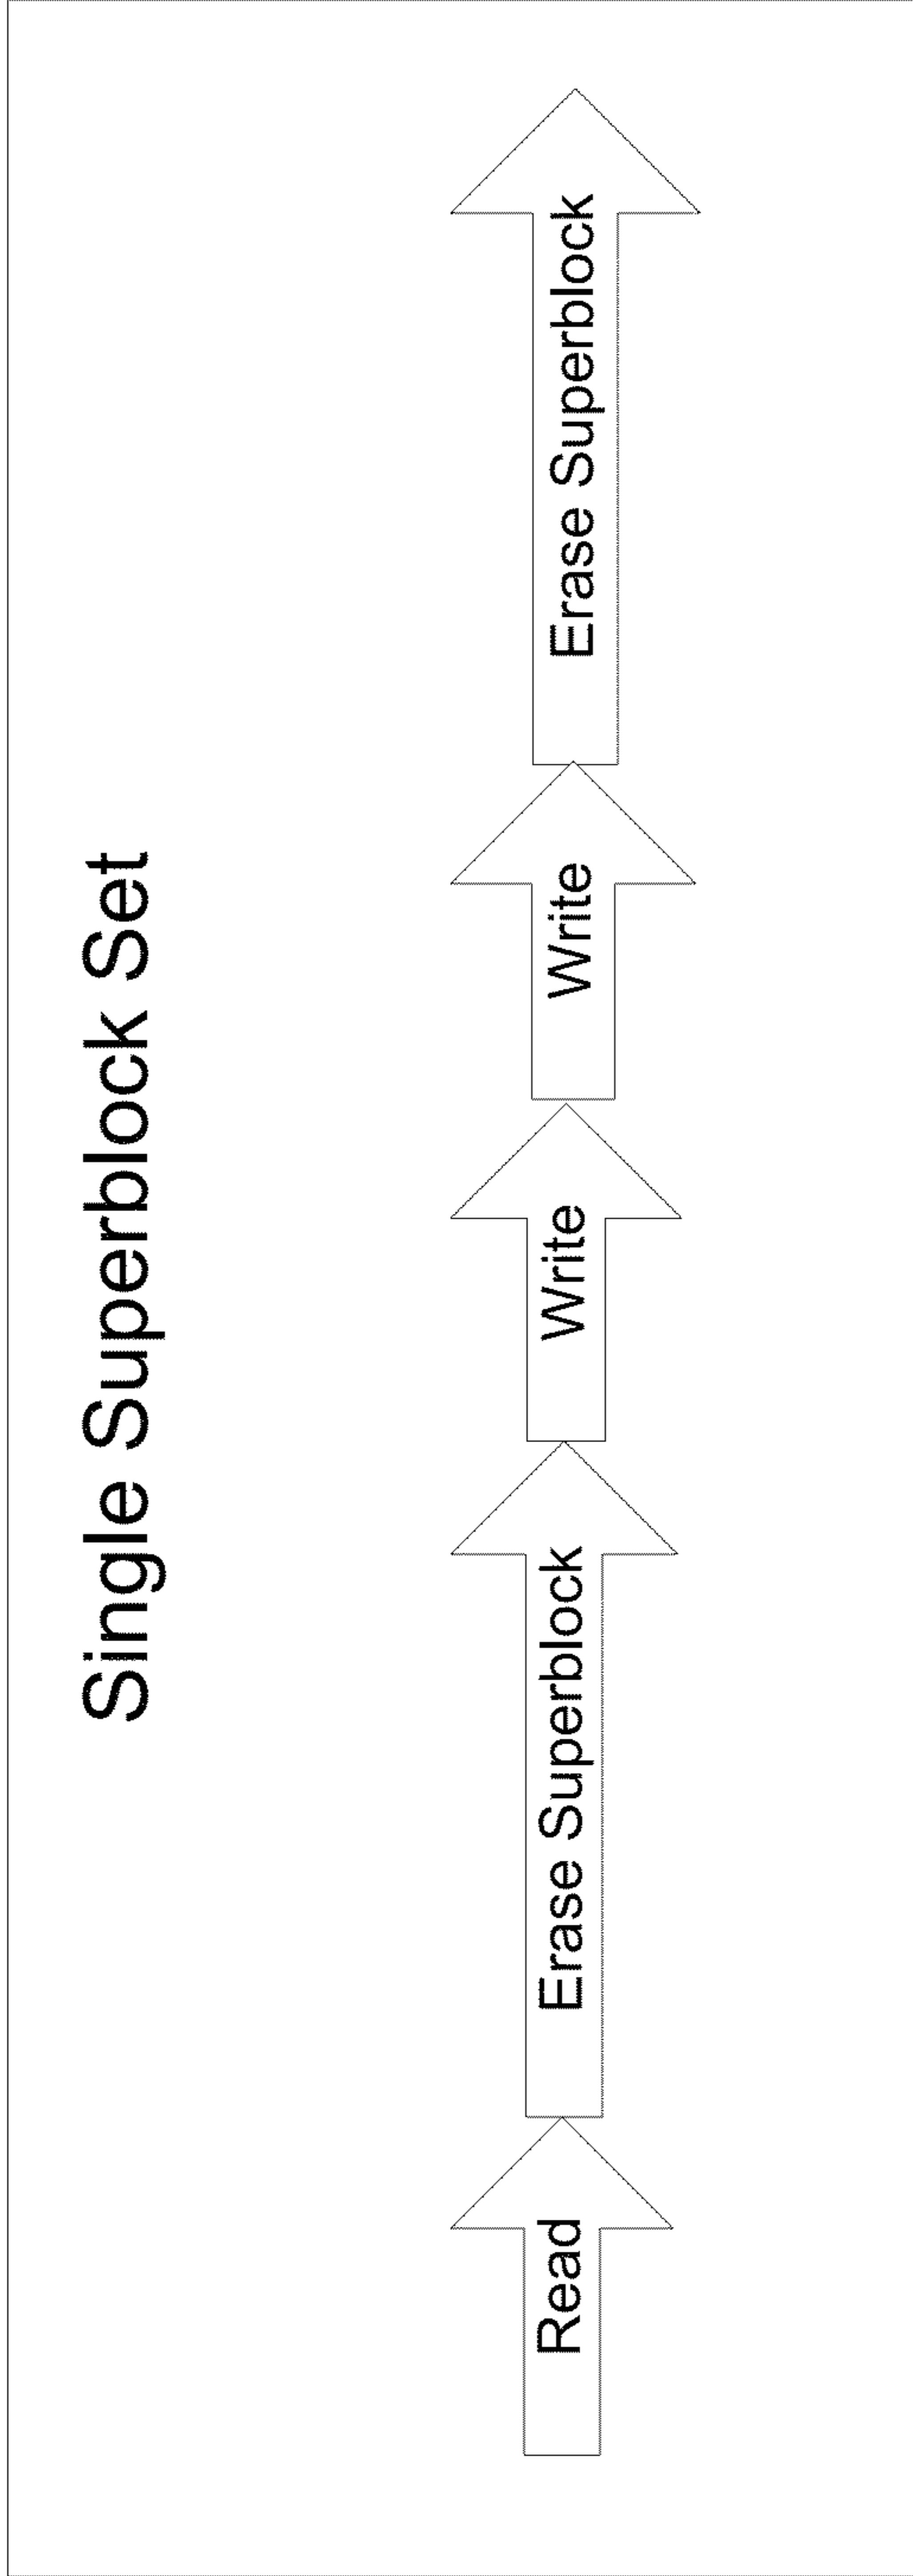 Single Superblock Set
Read
Erase Superblock
Write
Write
Erase Superblock